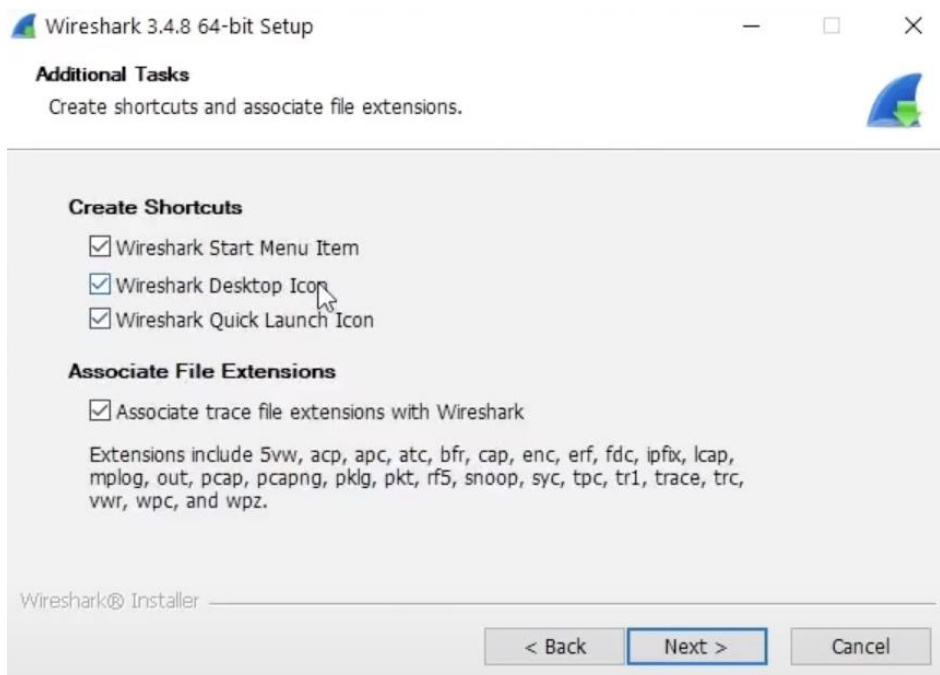 Wireshark 3.4.8 64-bit Setup
Additional Tasks
Create shortcuts and associate file extensions.
Create Shortcuts
Wireshark Start Menu Item
Wireshark Desktop Icon
Wireshark Quick Launch Icon
Associate File Extensions
Associate trace file extensions with Wireshark
Extensions include 5vw, acp, apc, atc, bfr, cap, enc, erf, fdc, ipfix, lcap,
mplog, out, pcap, pcapng, pklg, pkt, rf5, snoop, syc, tpc, tr1, trace, trc,
vwr, wpc, and wpz.
Wireshark® Installer
< Back Next > Cancel